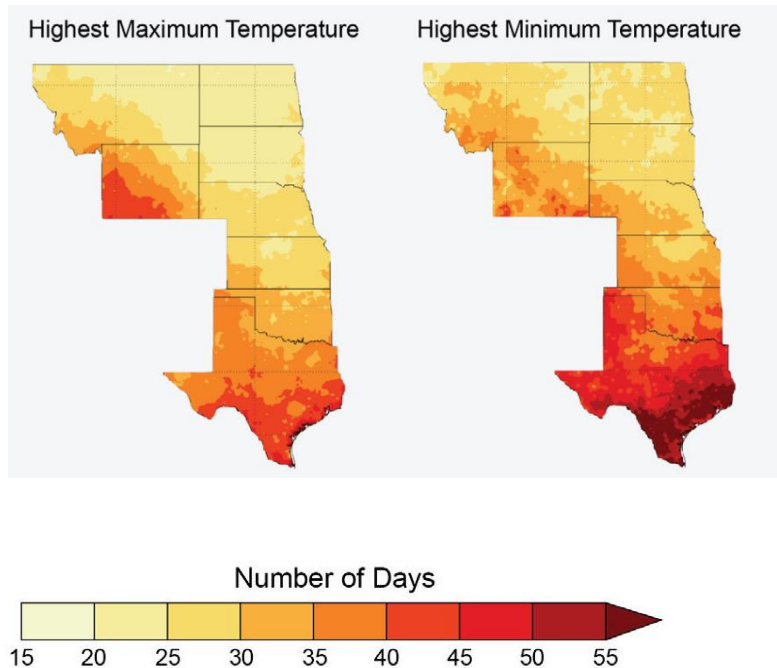 Highest Maximum Temperature
Highest Minimum Temperature
Number of Days
15 20 25 30 35 40 45 50 55